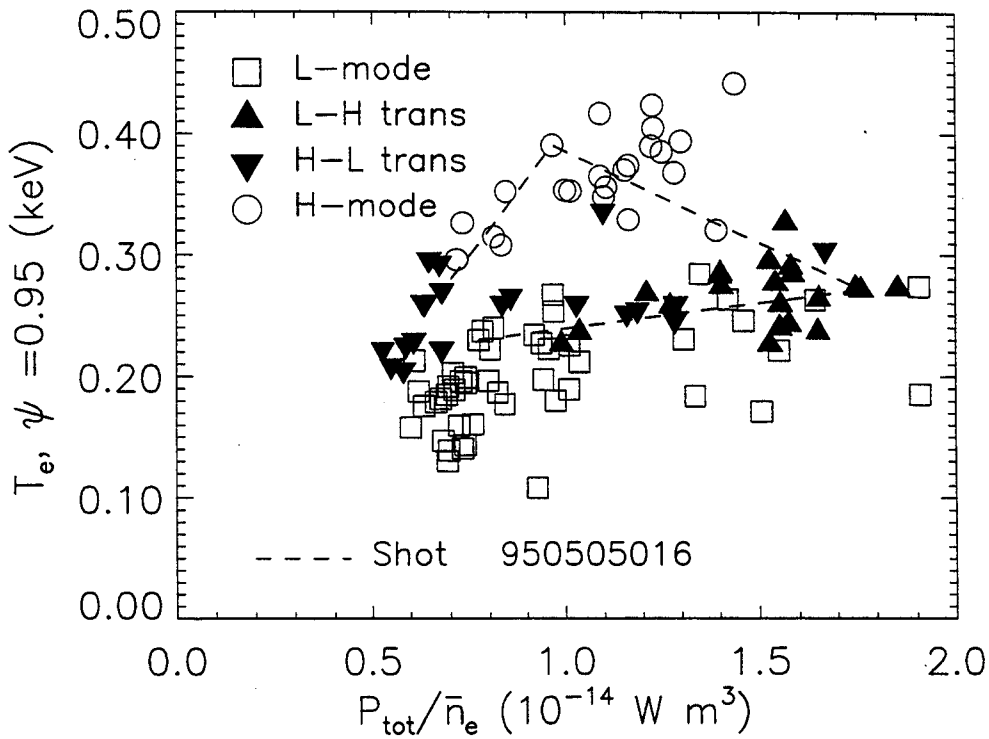 0.50
0.40
0.30
0.20
0.10
0.00
T_e, ψ =0.95 (keV)
L-mode
L-H trans
H-L trans
H-mode
Shot 950505016
0.0 0.5 1.0 1.5 2.0
P_tot/n̄_e (10^-14 W m^3)